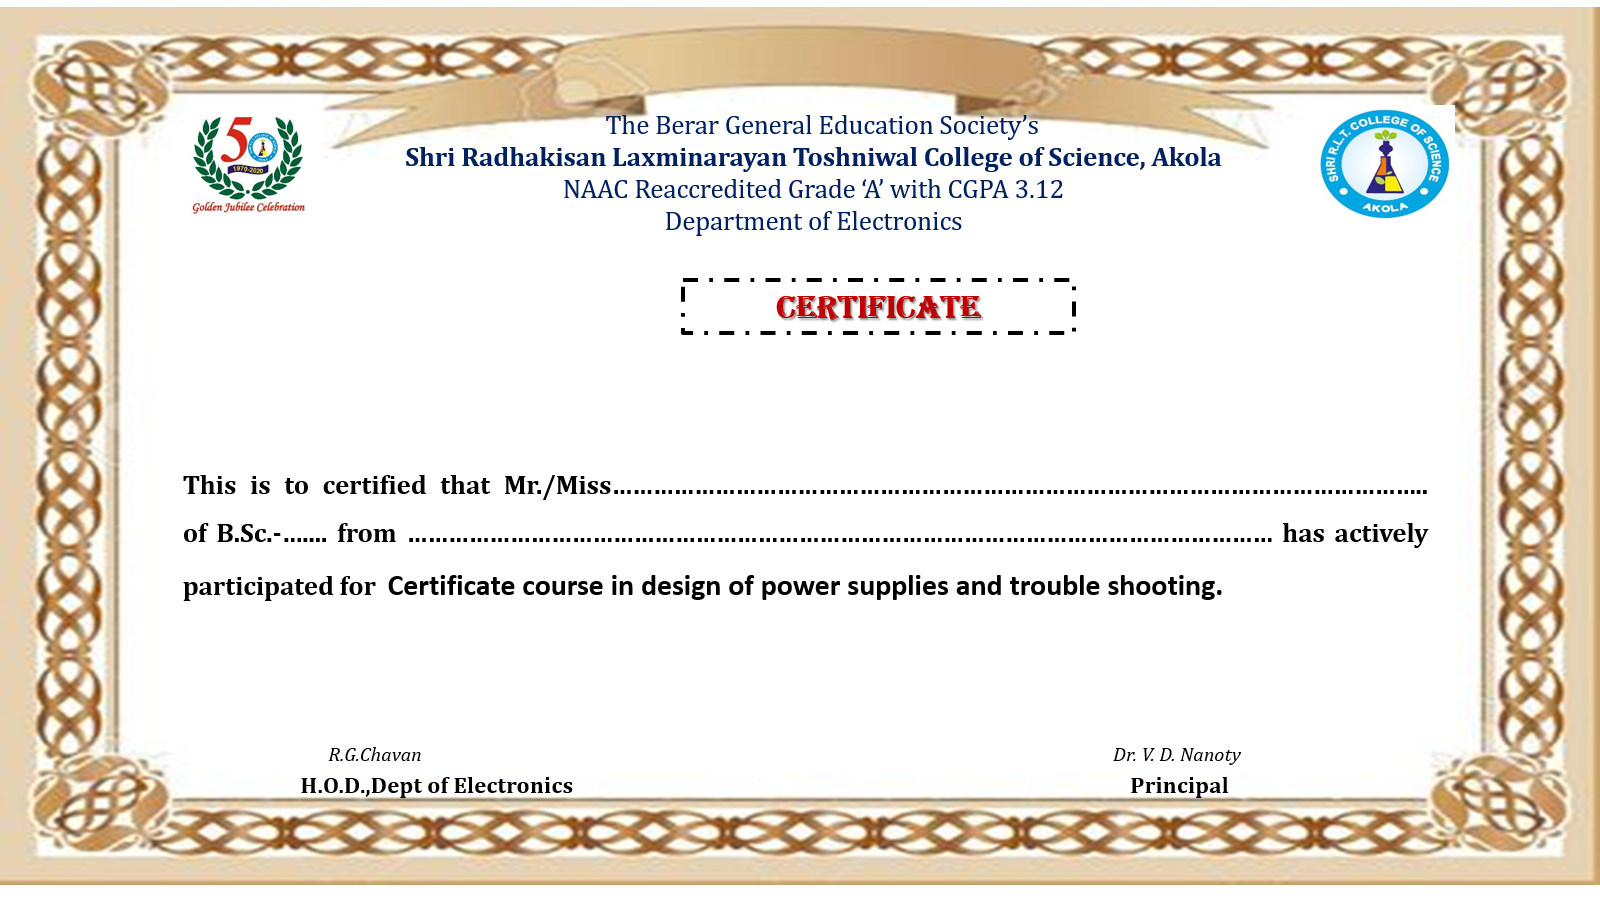 The Berar General Education Society’s
Shri Radhakisan Laxminarayan Toshniwal College of Science, Akola
NAAC Reaccredited Grade ‘A’ with CGPA 3.12
Department of Electronics
50
1970-2020
Golden Jubilee Celebration
SHRI R.L.T. COLLEGE OF SCIENCE
AKOLA
CERTIFICATE
This is to certified that Mr./Miss……………………………………………………………………………………………………………..
of B.Sc.-……. from ……………………………………………………………………………………………………………… has actively
participated for Certificate course in design of power supplies and trouble shooting.
R.G.Chavan
H.O.D.,Dept of Electronics
Dr. V. D. Nanoty
Principal